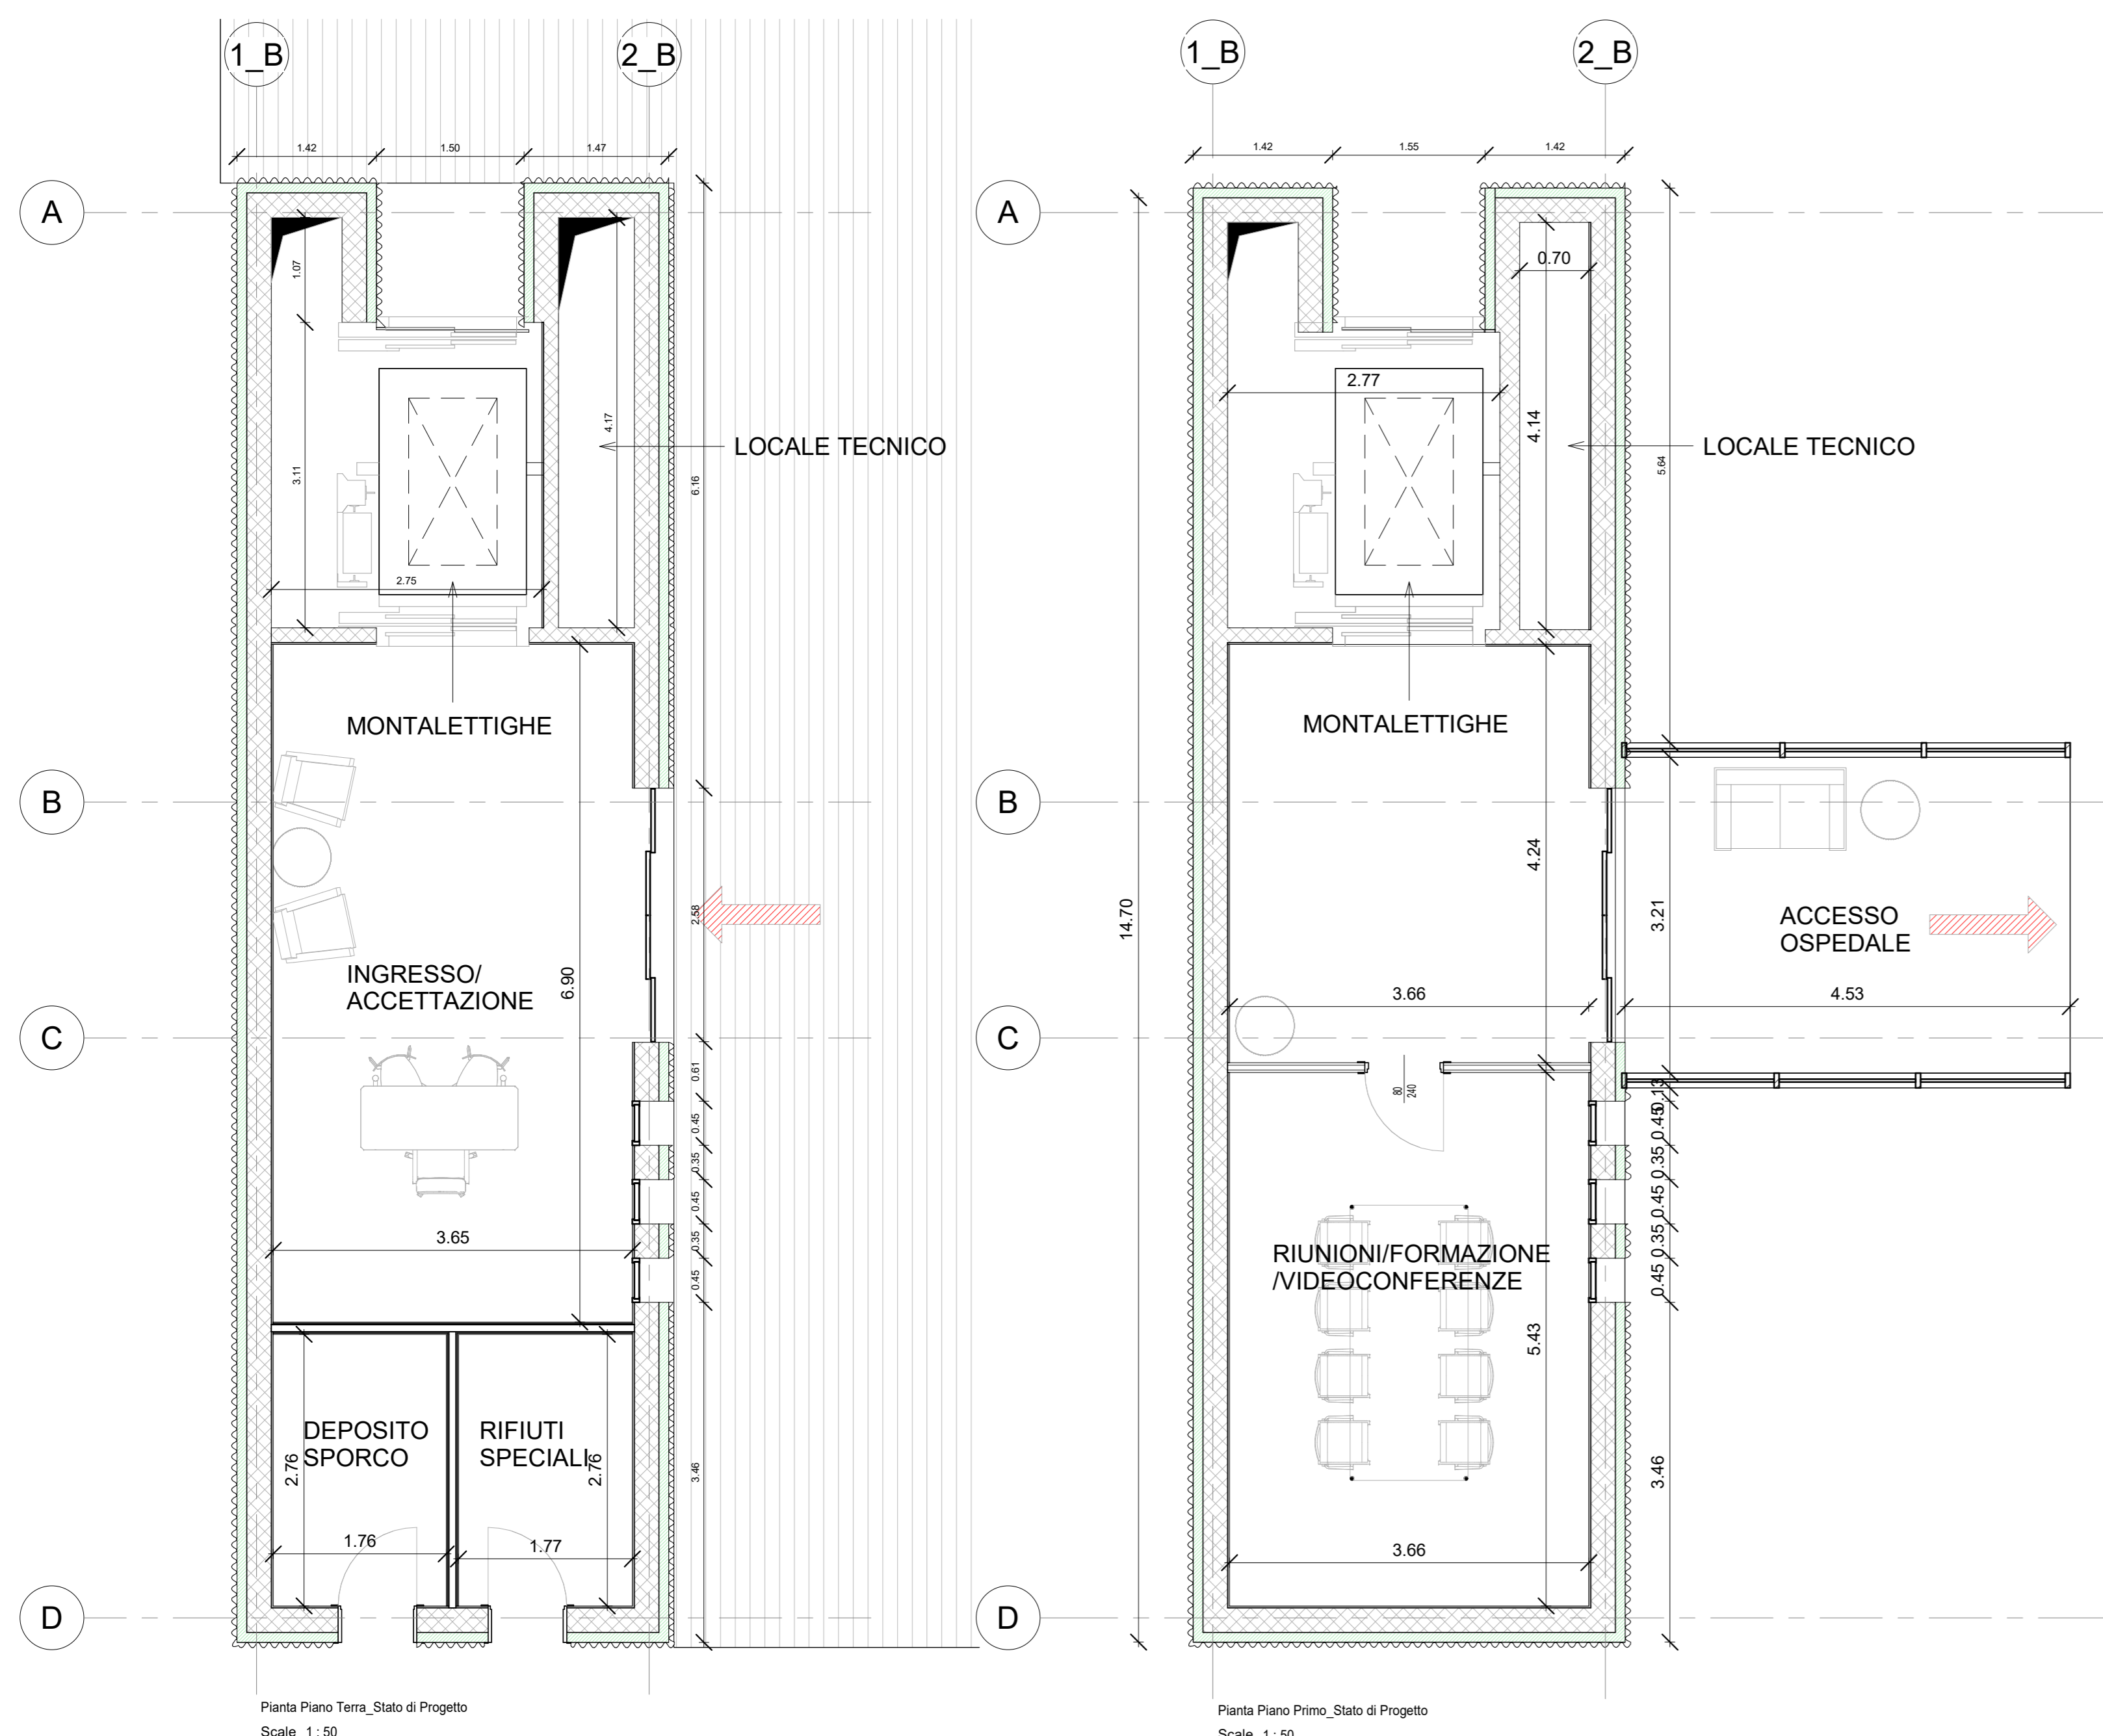 1_B
2_B
1.42
1.50
1.47
A
1.07
3.11
4.17
6.16
LOCALE TECNICO
2.75
MONTALETTIGHE
B
2.58
INGRESSO/
ACCETTAZIONE
6.90
C
0.61
0.45
0.35
0.45
0.35
0.45
3.65
DEPOSITO
SPORCO
RIFIUTI
SPECIALI
2.76
2.76
3.46
1.76
1.77
D
Pianta Piano Terra_Stato di Progetto
Scale 1 : 50
1_B
2_B
1.42
1.55
1.42
A
0.70
2.77
4.14
LOCALE TECNICO
5.64
MONTALETTIGHE
B
4.24
14.70
3.21
ACCESSO
OSPEDALE
3.66
4.53
C
80
240
0.13
0.45
0.35
0.45
0.35
0.45
RIUNIONI/FORMAZIONE
/VIDEOCONFERENZE
5.43
3.46
3.66
D
Pianta Piano Primo_Stato di Progetto
Scale 1 : 50